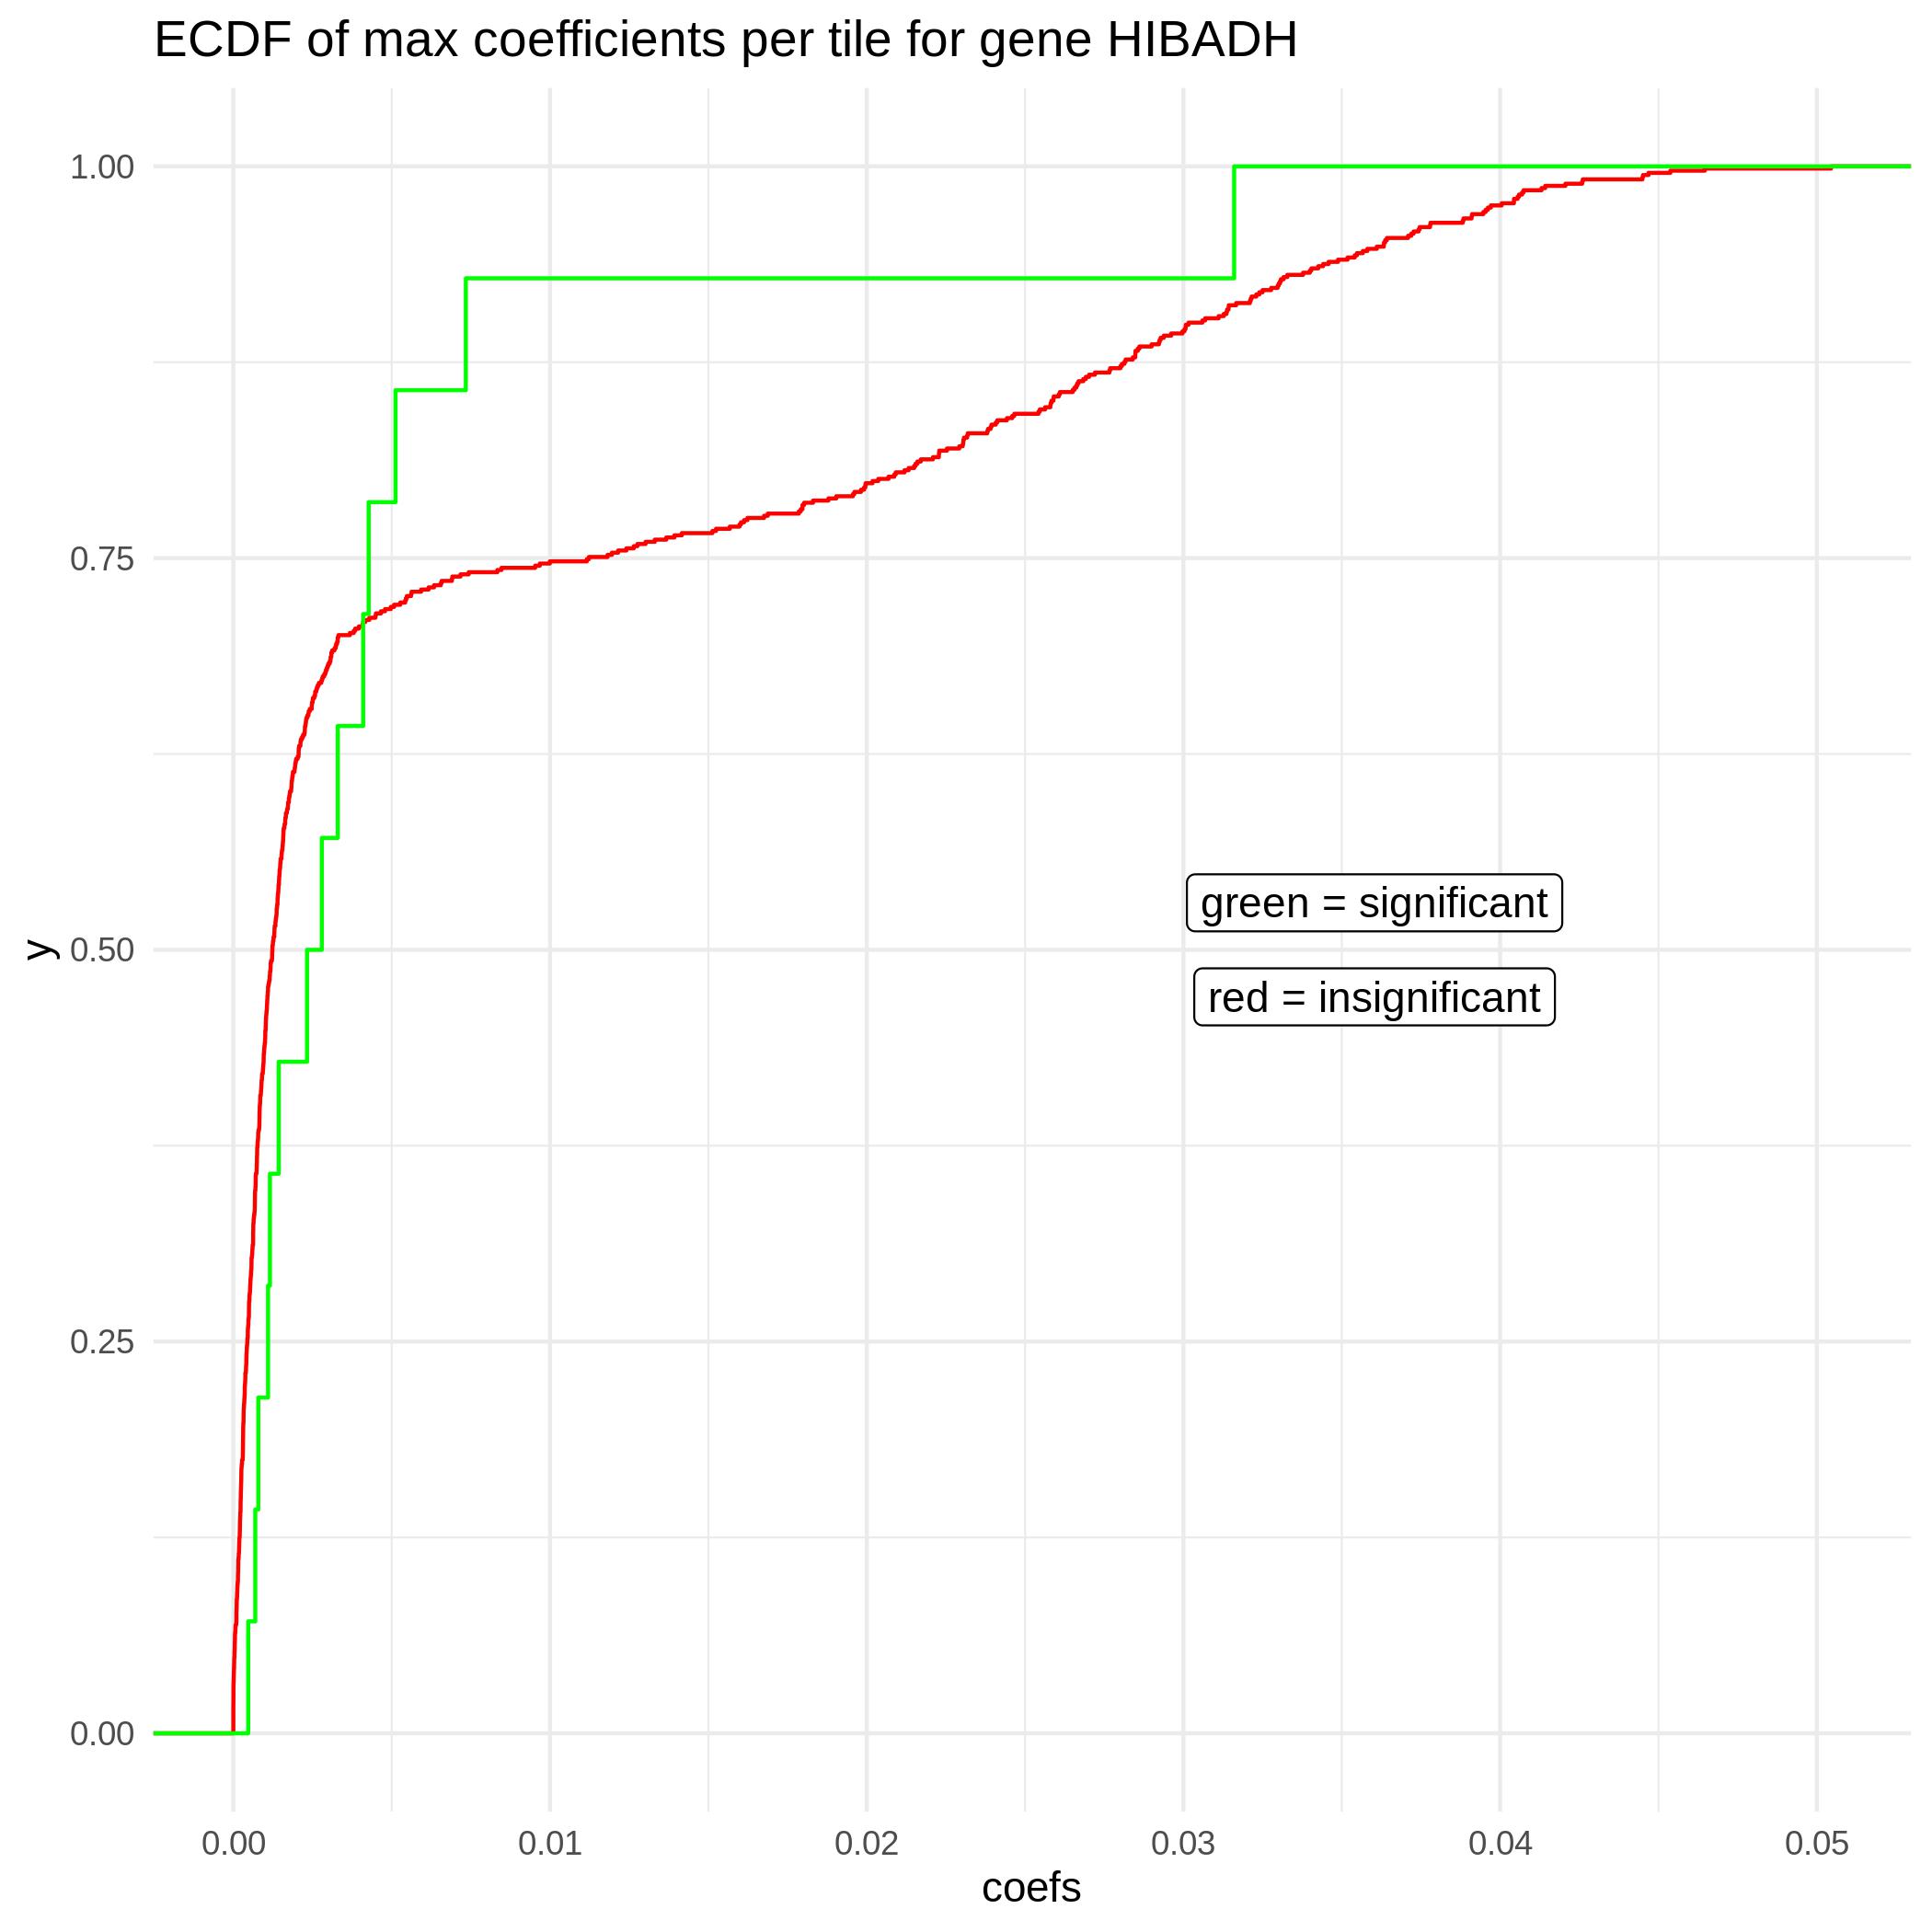 ECDF of max coefficients per tile for gene HIBADH
1.00
0.75
0.50
0.25
0.00
y
green = significant
red = insignificant
0.00 0.01 0.02 0.03 0.04 0.05
coefs